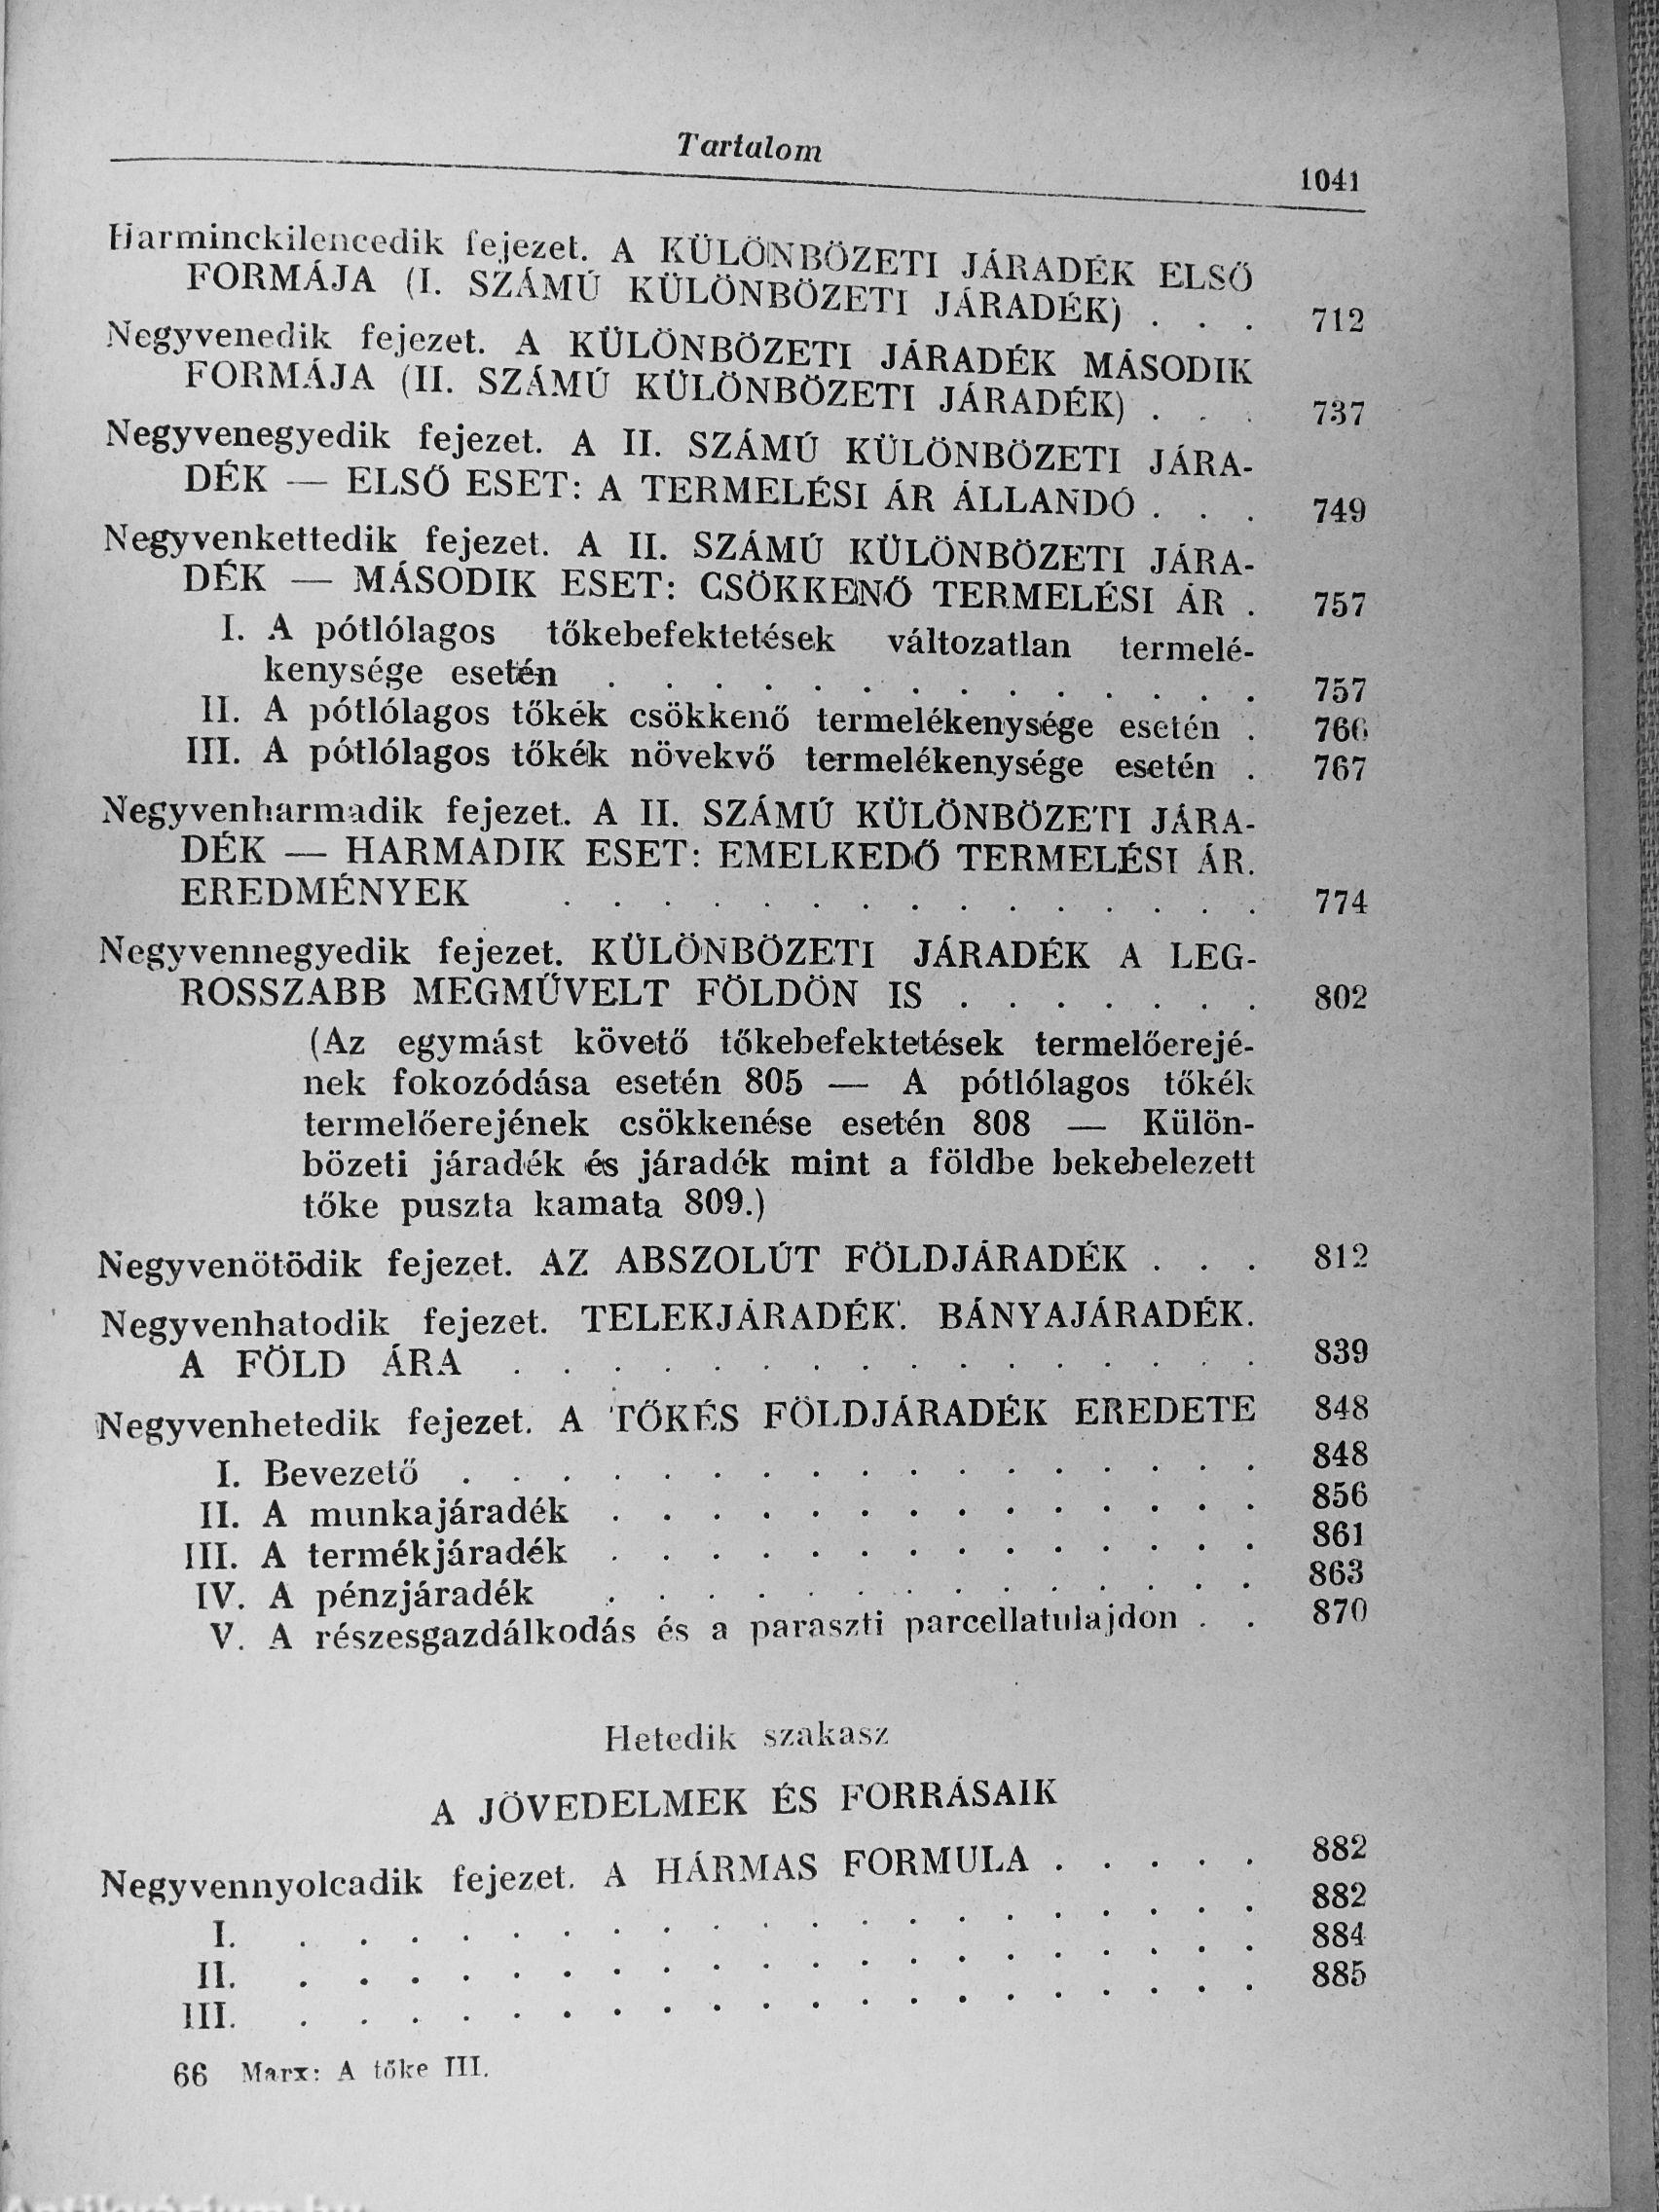 Tartalom
1041
Harminckilencedik fejezet. A KÜLÖNBÖZETI JÁRADÉK ELSŐ
FORMÁJA (I. SZÁMÚ KÜLÖNBÖZETI JÁRADÉK) . . . 712
Negyvenedik fejezet. A KÜLÖNBÖZETI JÁRADÉK MÁSODIK
FORMÁJA (II. SZÁMÚ KÜLÖNBÖZETI JÁRADÉK) . . . 737
Negyvenegyedik fejezet. A II. SZÁMÚ KÜLÖNBÖZETI JÁRA-
DÉK — ELSŐ ESET: A TERMELÉSI ÁR ÁLLANDÓ . . . 749
Negyvenkettedik fejezet. A II. SZÁMÚ KÜLÖNBÖZETI JÁRA-
DÉK — MÁSODIK ESET: CSÖKKENŐ TERMELÉSI ÁR . 757
I. A pótlólagos tőkebefektetések változatlan termelé-
kenysége esetén . . . . . . . . . . . . . . 757
II. A pótlólagos tőkék csökkenő termelékenysége esetén . 766
III. A pótlólagos tőkék növekvő termelékenysége esetén . 767
Negyvenharmadik fejezet. A II. SZÁMÚ KÜLÖNBÖZETI JÁRA-
DÉK — HARMADIK ESET: EMELKEDŐ TERMELÉSI ÁR.
EREDMÉNYEK . . . . . . . . . . . . . . . 774
Negyvennegyedik fejezet. KÜLÖNBÖZETI JÁRADÉK A LEG-
ROSSZABB MEGMŰVELT FÖLDÖN IS . . . . . . . 802
(Az egymást követő tőkebefektetések termelőerejé-
nek fokozódása esetén 805 — A pótlólagos tőkék
termelőerejének csökkenése esetén 808 — Külön-
bözeti járadék és járadék mint a földbe bekebelezett
tőke puszta kamata 809.)
Negyvenötödik fejezet. AZ ABSZOLÚT FÖLDJÁRADÉK . . . 812
Negyvenhatodik fejezet. TELEKJÁRADÉK. BÁNYAJÁRADÉK.
A FÖLD ÁRA . . . . . . . . . . . . . . . . 839
Negyvenhetedik fejezet. A TŐKÉS FÖLDJÁRADÉK EREDETE 848
I. Bevezető . . . . . . . . . . . . . . . . . 848
II. A munkajáradék . . . . . . . . . . . . . . 856
III. A termékjáradék . . . . . . . . . . . . . . 861
IV. A pénzjáradék . . . . . . . . . . . . . . 863
V. A részesgazdálkodás és a paraszti parcellatulajdon . . 870
Hetedik szakasz
A JÖVEDELMEK ÉS FORRÁSAIK
Negyvennyolcadik fejezet. A HÁRMAS FORMULA . . . . . 882
I. . . . . . . . . . . . . . . . . . . . . 882
II. . . . . . . . . . . . . . . . . . . . . 884
III. . . . . . . . . . . . . . . . . . . . . 885
66 Marx: A tőke III.